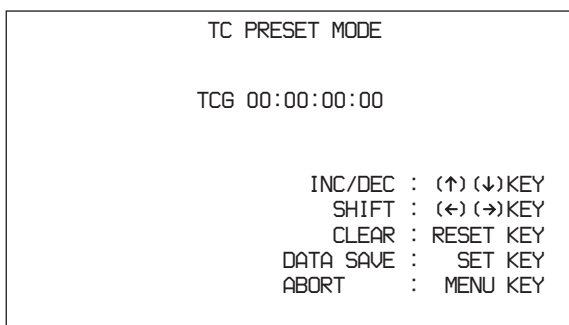 TC PRESET MODE
TCG 00:00:00:00
INC/DEC : (↑)(↓)KEY
SHIFT : (←)(→)KEY
CLEAR : RESET KEY
DATA SAVE : SET KEY
ABORT : MENU KEY